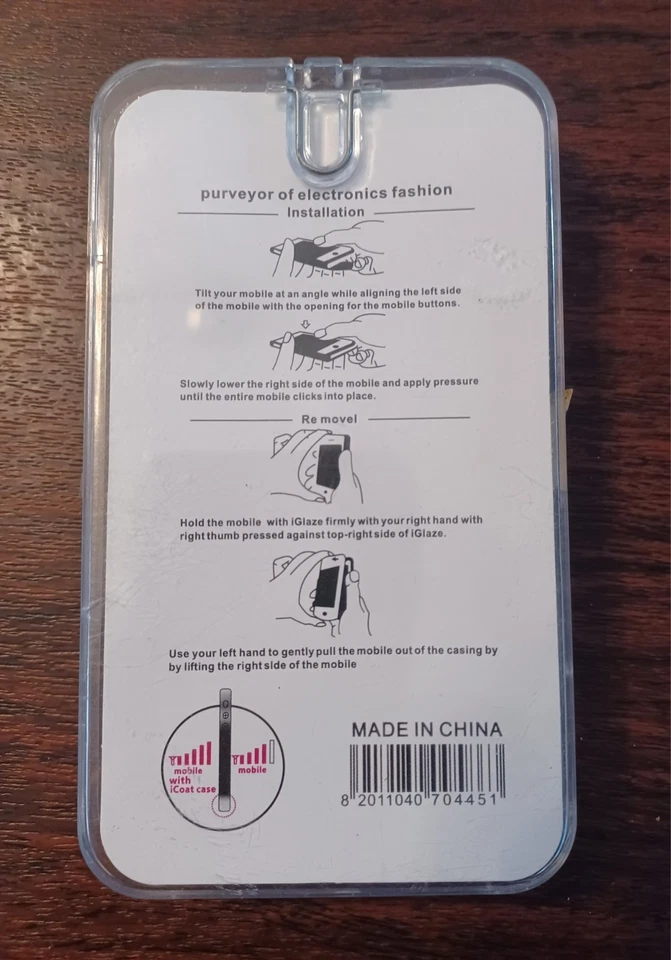 purveyor of electronics fashion
Installation
Tilt your mobile at an angle while aligning the left side
of the mobile with the opening for the mobile buttons.
Slowly lower the right side of the mobile and apply pressure
until the entire mobile clicks into place.
Re movel
Hold the mobile with iGlaze firmly with your right hand with
right thumb pressed against top-right side of iGlaze.
Use your left hand to gently pull the mobile out of the casing by
by lifting the right side of the mobile
mobile
with
iCoat case
mobile
MADE IN CHINA
8 2011040 704451